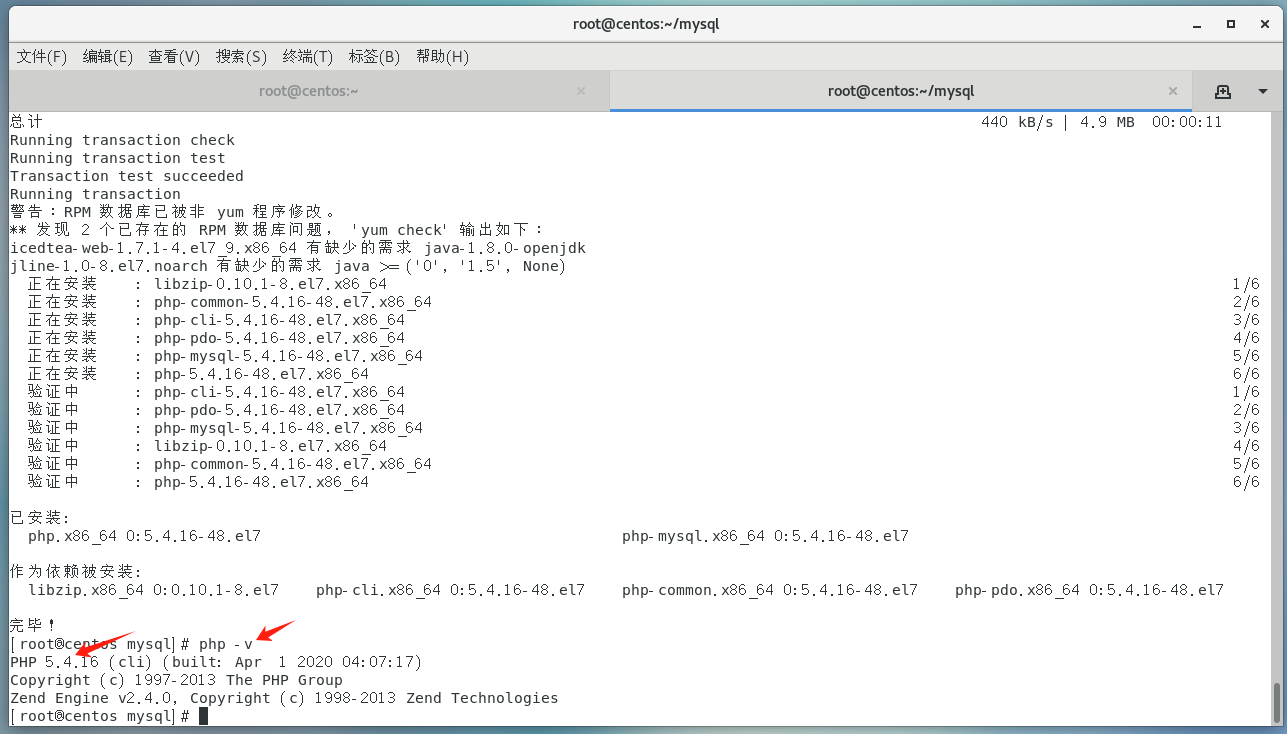 root@centos:~/mysql
文件(F) 编辑(E) 查看(V) 搜索(S) 终端(T) 标签(B) 帮助(H)
root@centos:~ root@centos:~/mysql
总计 440 kB/s | 4.9 MB 00:00:11
Running transaction check
Running transaction test
Transaction test succeeded
Running transaction
警告：RPM 数据库已被非 yum 程序修改。
** 发现 2 个已存在的 RPM 数据库问题， 'yum check' 输出如下：
icedtea-web-1.7.1-4.el7_9.x86_64 有缺少的需求 java-1.8.0-openjdk
jline-1.0-8.el7.noarch 有缺少的需求 java >= ('0', '1.5', None)
正在安装 : libzip-0.10.1-8.el7.x86_64 1/6
正在安装 : php-common-5.4.16-48.el7.x86_64 2/6
正在安装 : php-cli-5.4.16-48.el7.x86_64 3/6
正在安装 : php-pdo-5.4.16-48.el7.x86_64 4/6
正在安装 : php-mysql-5.4.16-48.el7.x86_64 5/6
正在安装 : php-5.4.16-48.el7.x86_64 6/6
验证中 : php-cli-5.4.16-48.el7.x86_64 1/6
验证中 : php-pdo-5.4.16-48.el7.x86_64 2/6
验证中 : php-mysql-5.4.16-48.el7.x86_64 3/6
验证中 : libzip-0.10.1-8.el7.x86_64 4/6
验证中 : php-common-5.4.16-48.el7.x86_64 5/6
验证中 : php-5.4.16-48.el7.x86_64 6/6
已安装:
php.x86_64 0:5.4.16-48.el7 php-mysql.x86_64 0:5.4.16-48.el7
作为依赖被安装:
libzip.x86_64 0:0.10.1-8.el7 php-cli.x86_64 0:5.4.16-48.el7 php-common.x86_64 0:5.4.16-48.el7 php-pdo.x86_64 0:5.4.16-48.el7
完毕！
[root@centos mysql]# php -v
PHP 5.4.16 (cli) (built: Apr  1 2020 04:07:17)
Copyright (c) 1997-2013 The PHP Group
Zend Engine v2.4.0, Copyright (c) 1998-2013 Zend Technologies
[root@centos mysql]#